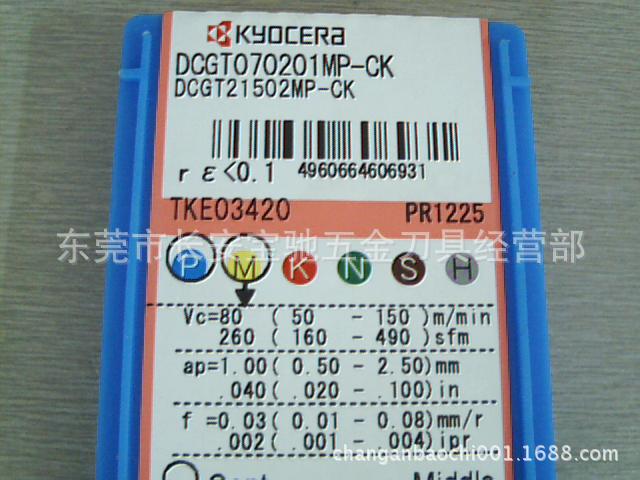 KYOCERA
DCGT070201MP-CK
DCGT21502MP-CK
rε<0.1 4960664606931
TKE03420 PR1225
东莞市长安宝驰五金刀具经营部
P M K N S H
Vc=80 ( 50 - 150 )m/min
260 ( 160 - 490 )sfm
ap=1.00 ( 0.50 - 2.50 )mm
.040 ( .020 - .100 )in
f =0.03( 0.01 - 0.08)mm/r
.002( .001 - .004) ipr
changanbaochi001.1688.com
Cont Middle